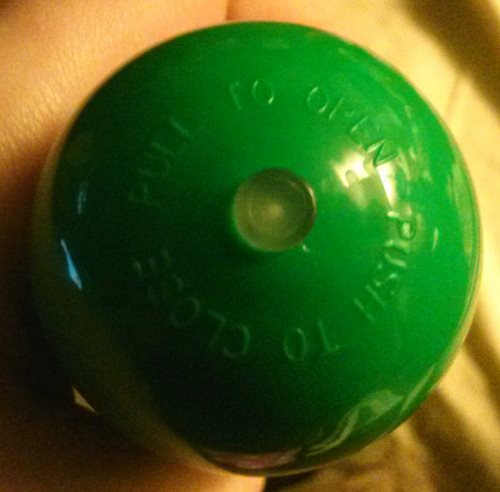 PULL TO OPEN PUSH TO CLOSE